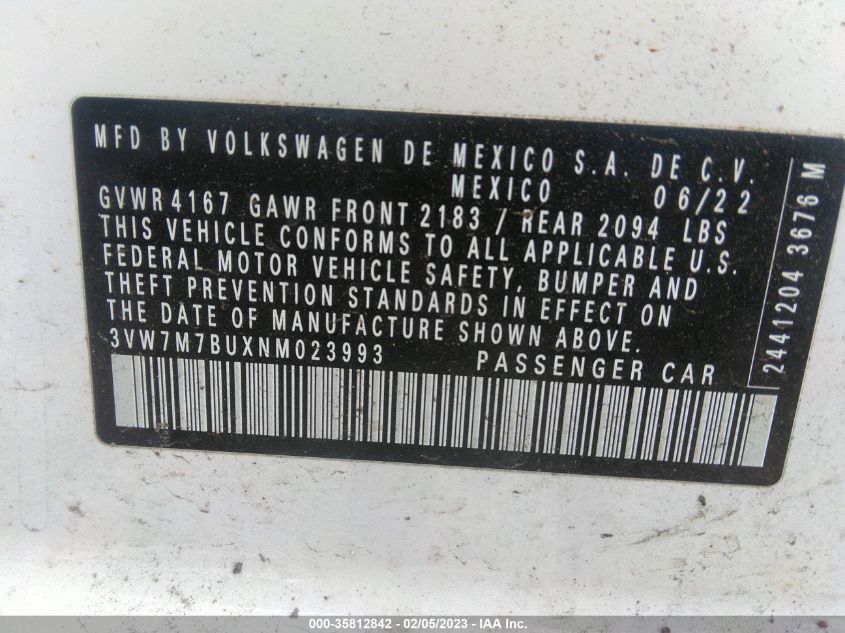 MFD BY VOLKSWAGEN DE MEXICO S.A. DE C.V.
MEXICO 06/22
GVWR 4167 GAWR FRONT 2183 / REAR 2094 LBS
THIS VEHICLE CONFORMS TO ALL APPLICABLE U.S.
FEDERAL MOTOR VEHICLE SAFETY, BUMPER AND
THEFT PREVENTION STANDARDS IN EFFECT ON
THE DATE OF MANUFACTURE SHOWN ABOVE.
3VW7M7BUXNM023993 PASSENGER CAR
2441204 3676 M
000-35812842 - 02/05/2023 - IAA Inc.